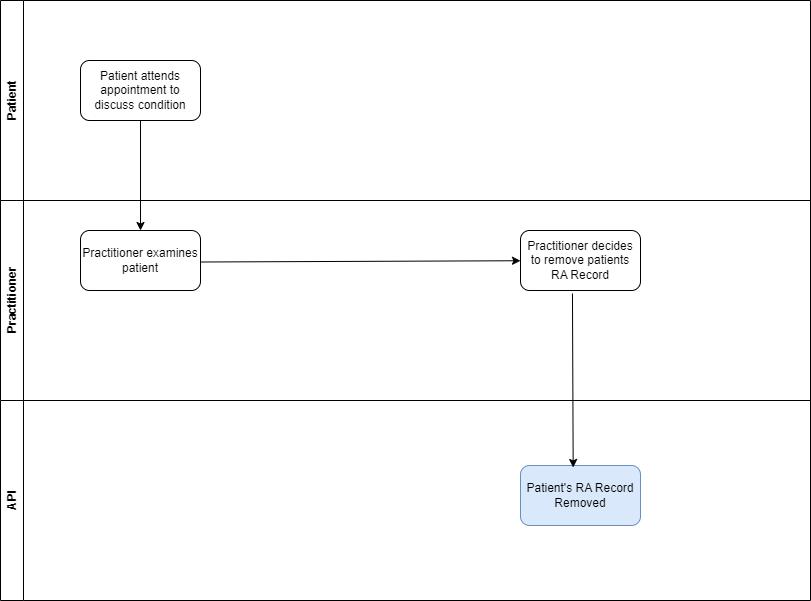 Patient
Patient attends
appointment to
discuss condition
Practitioner
Practitioner examines
patient
Practitioner decides
to remove patients
RA Record
API
Patient's RA Record
Removed